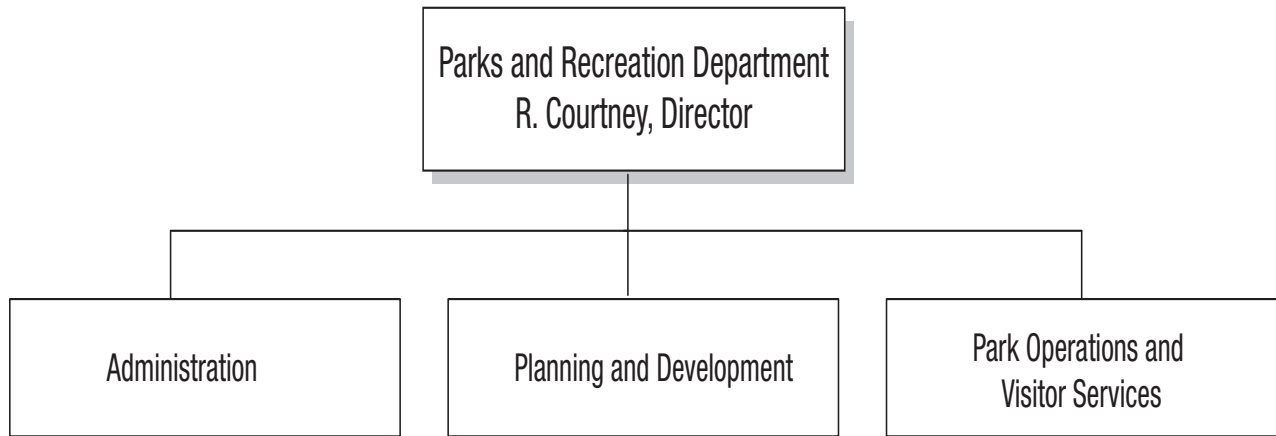 Parks and Recreation Department
R. Courtney, Director
Administration
Planning and Development
Park Operations and
Visitor Services